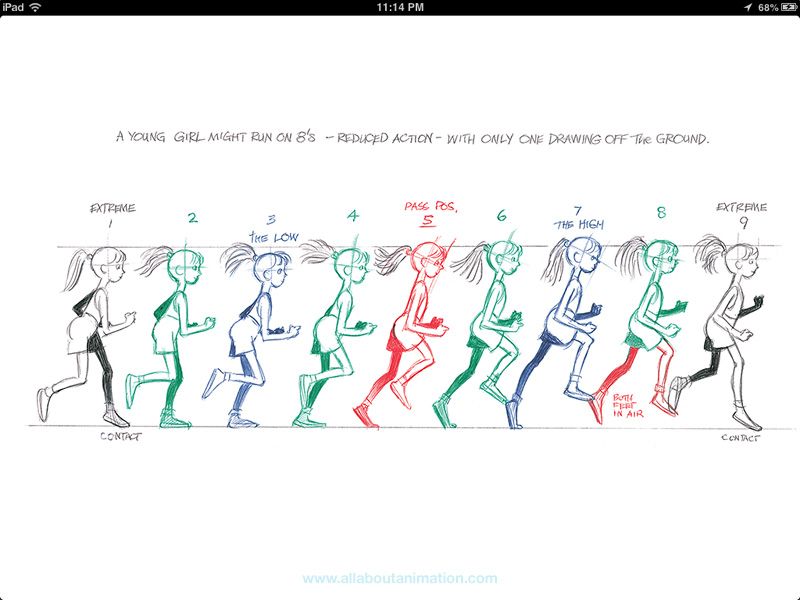 iPad 11:14 PM 68%
A YOUNG GIRL MIGHT RUN ON 8's - REDUCED ACTION - WITH ONLY ONE DRAWING OFF THE GROUND.
EXTREME
1
2
3
THE LOW
4
PASS POS.
5
6
7
THE HIGH
8
EXTREME
9
BOTH
FEET
IN AIR
CONTACT
CONTACT
www.allaboutanimation.com